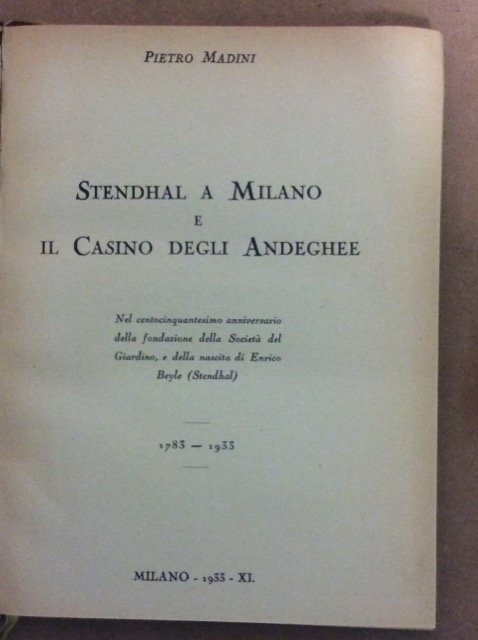 PIETRO MADINI
STENDHAL A MILANO
E
IL CASINO DEGLI ANDEGHEE
Nel centocinquantesimo anniversario
della fondazione della Società del
Giardino, e della nascita di Enrico
Beyle (Stendhal)
1783 — 1933
MILANO - 1933 - XI.